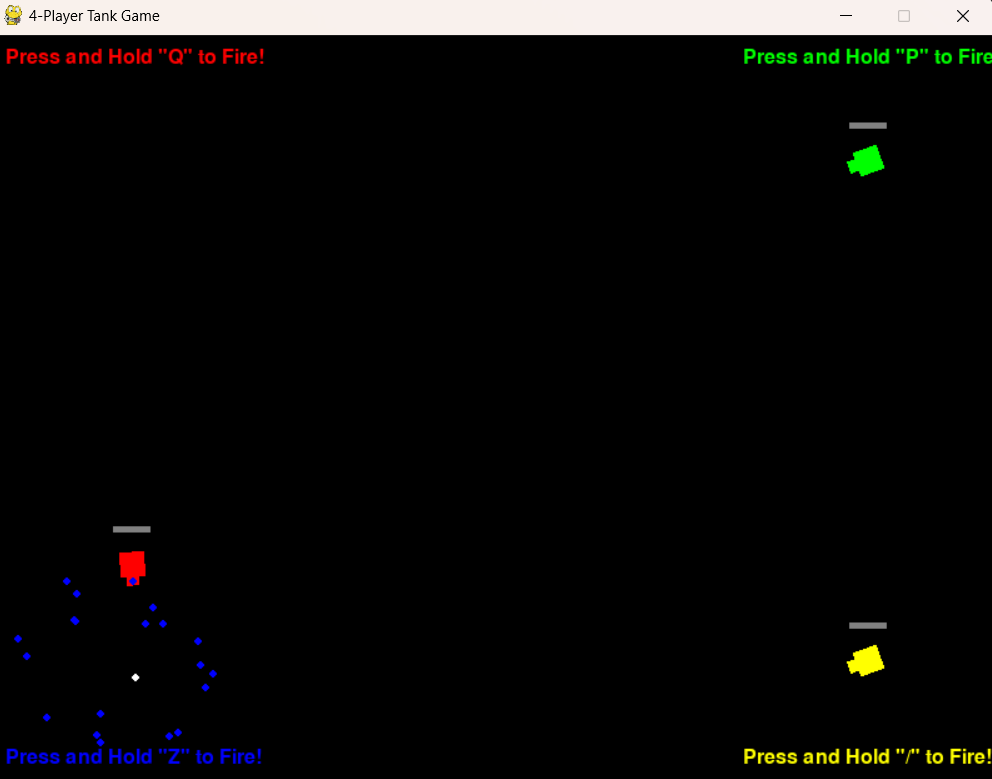 4-Player Tank Game
Press and Hold "Q" to Fire!
Press and Hold "P" to Fire
Press and Hold "Z" to Fire!
Press and Hold "/" to Fire!